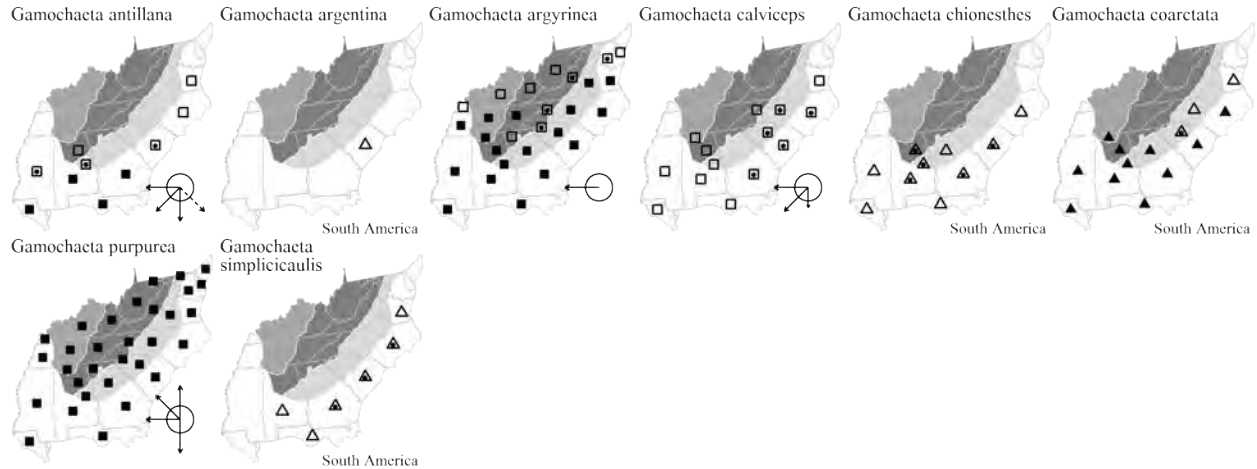 Gamochaeta antillana
Gamochaeta argentina
Gamochaeta argyrinea
Gamochaeta calviceps
Gamochaeta chionesthes
Gamochaeta coarctata
South America
South America
South America
Gamochaeta purpurea
Gamochaeta
simplicicaulis
South America